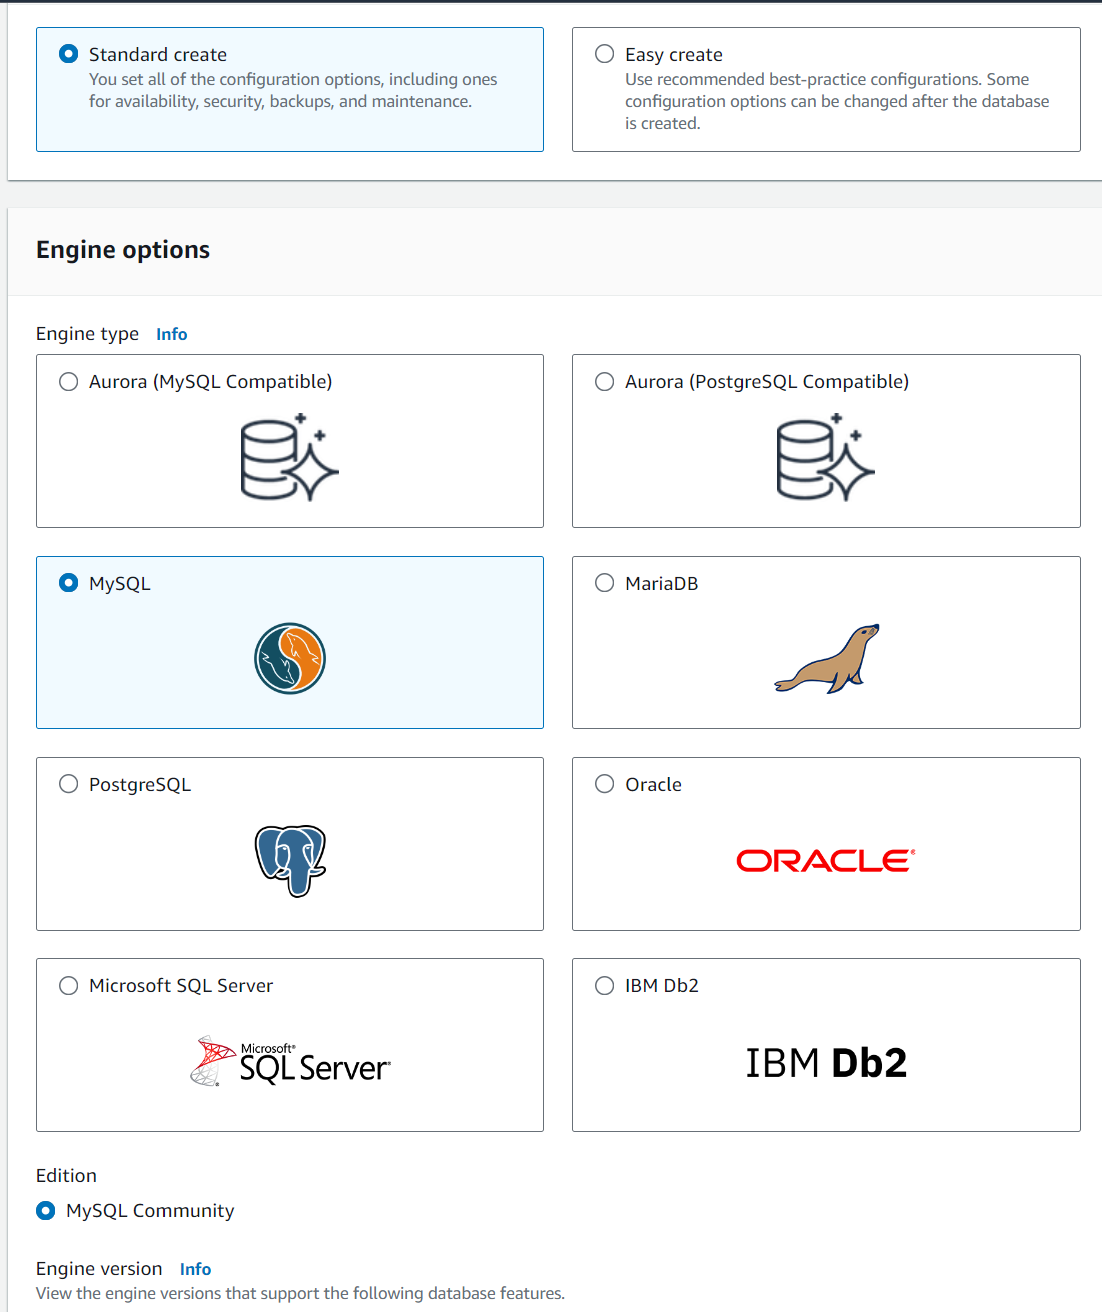 Standard create
You set all of the configuration options, including ones
for availability, security, backups, and maintenance.
Easy create
Use recommended best-practice configurations. Some
configuration options can be changed after the database
is created.
Engine options
Engine type Info
Aurora (MySQL Compatible)
Aurora (PostgreSQL Compatible)
MySQL
MariaDB
PostgreSQL
Oracle
ORACLE®
Microsoft SQL Server
Microsoft®
SQL Server®
IBM Db2
IBM Db2
Edition
MySQL Community
Engine version Info
View the engine versions that support the following database features.